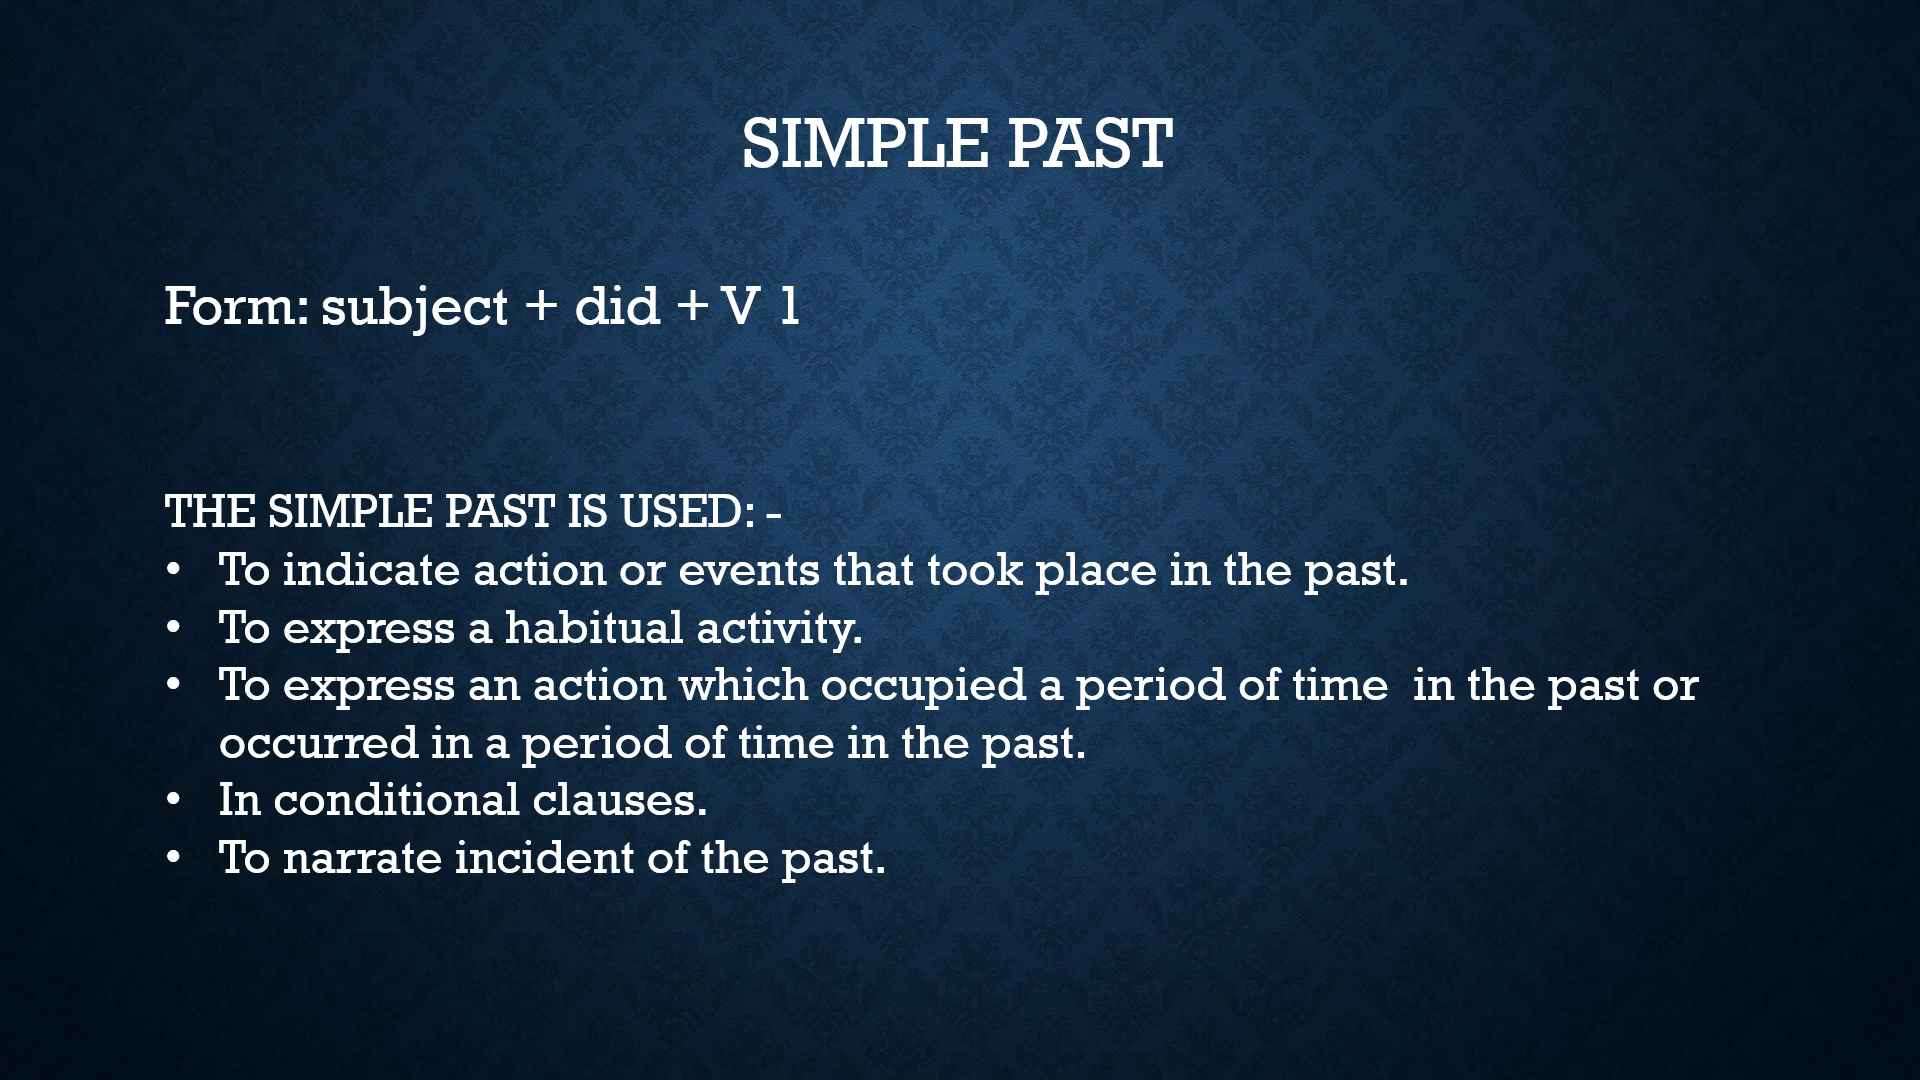 SIMPLE PAST
Form: subject + did + V 1
THE SIMPLE PAST IS USED: -
• To indicate action or events that took place in the past.
• To express a habitual activity.
• To express an action which occupied a period of time  in the past or
occurred in a period of time in the past.
• In conditional clauses.
• To narrate incident of the past.